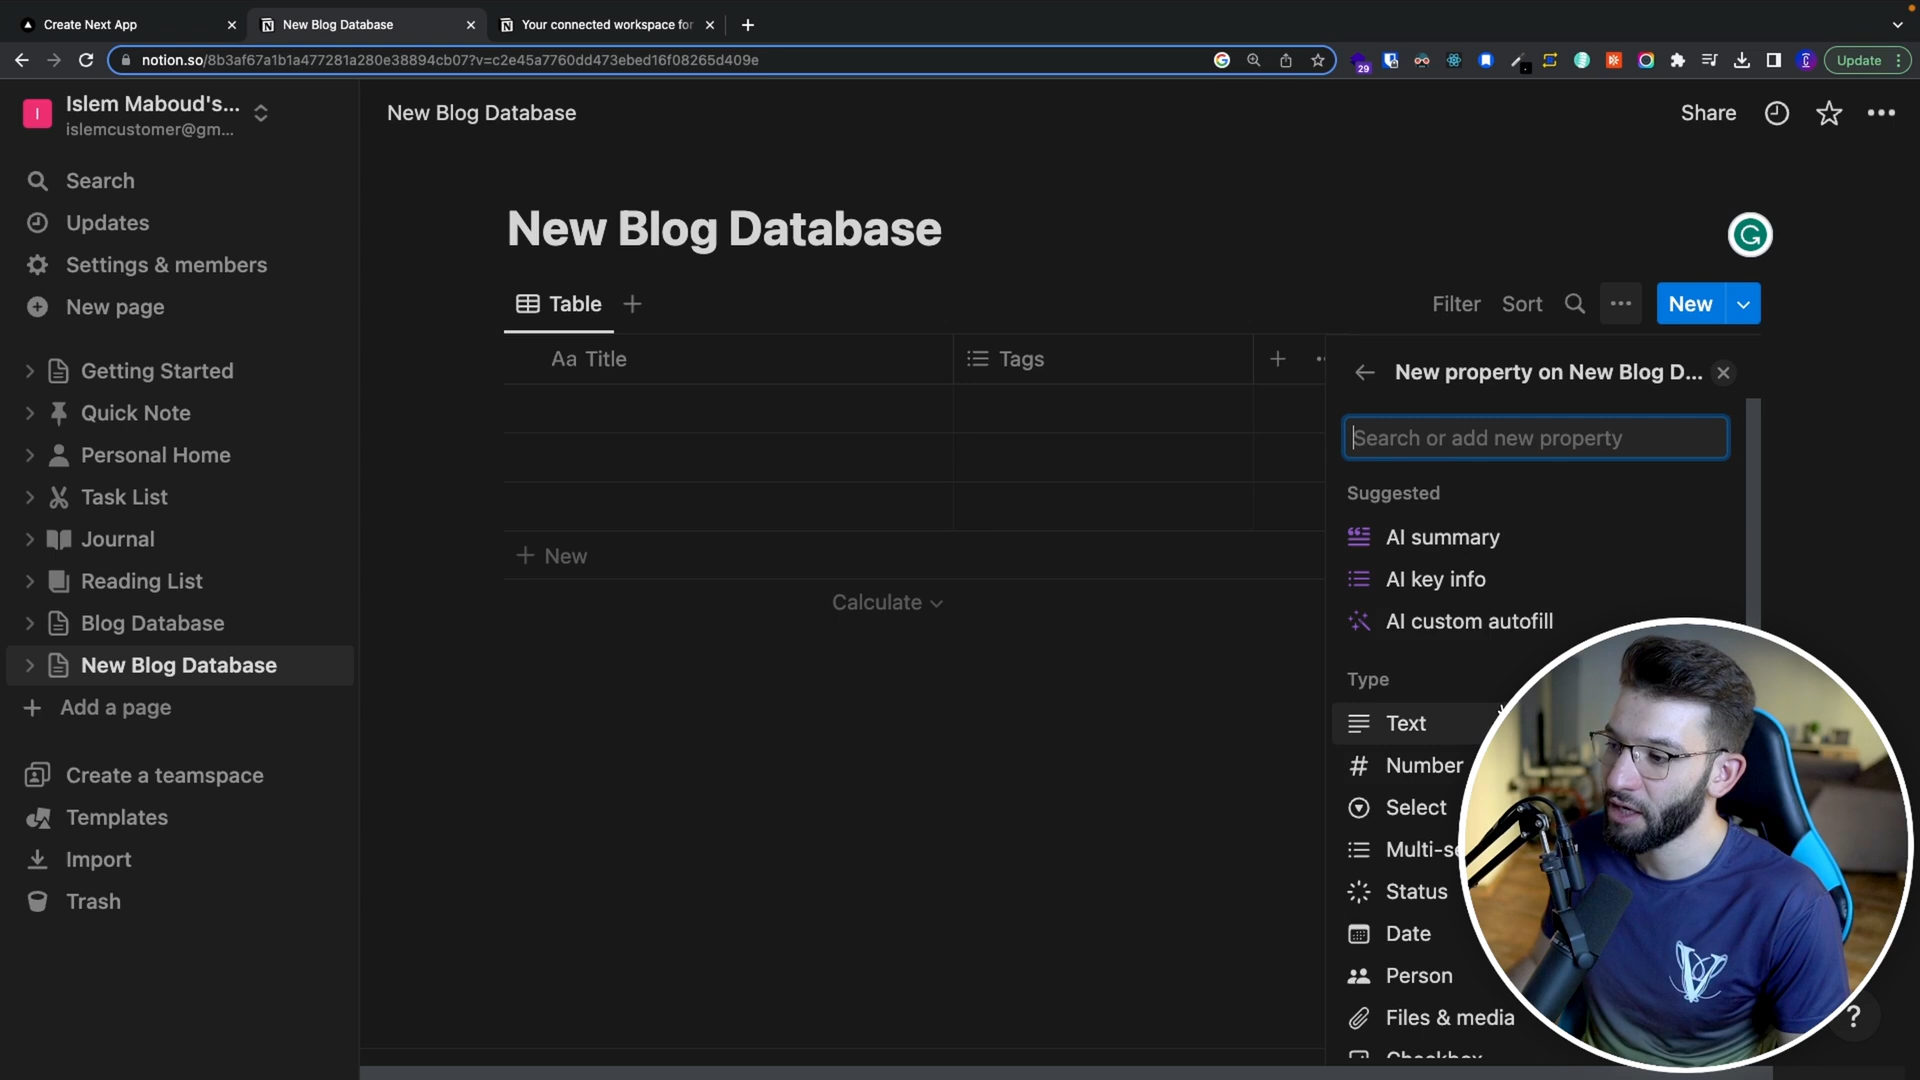 Create Next App
New Blog Database
Your connected workspace for
notion.so/8b3af67a1b1a477281a280e38894cb07?v=c2e45a7760dd473ebed16f08265d409e
29
Update
I
Islem Maboud's...
islemcustomer@gm...
Search
Updates
Settings & members
New page
Getting Started
Quick Note
Personal Home
Task List
Journal
Reading List
Blog Database
New Blog Database
Add a page
Create a teamspace
Templates
Import
Trash
New Blog Database
Share
New Blog Database
Table
Filter
Sort
New
Aa Title
Tags
New
Calculate
New property on New Blog D...
Search or add new property
Suggested
AI summary
AI key info
AI custom autofill
Type
Text
Number
Select
Multi-se
Status
Date
Person
Files & media
Checkbox
?